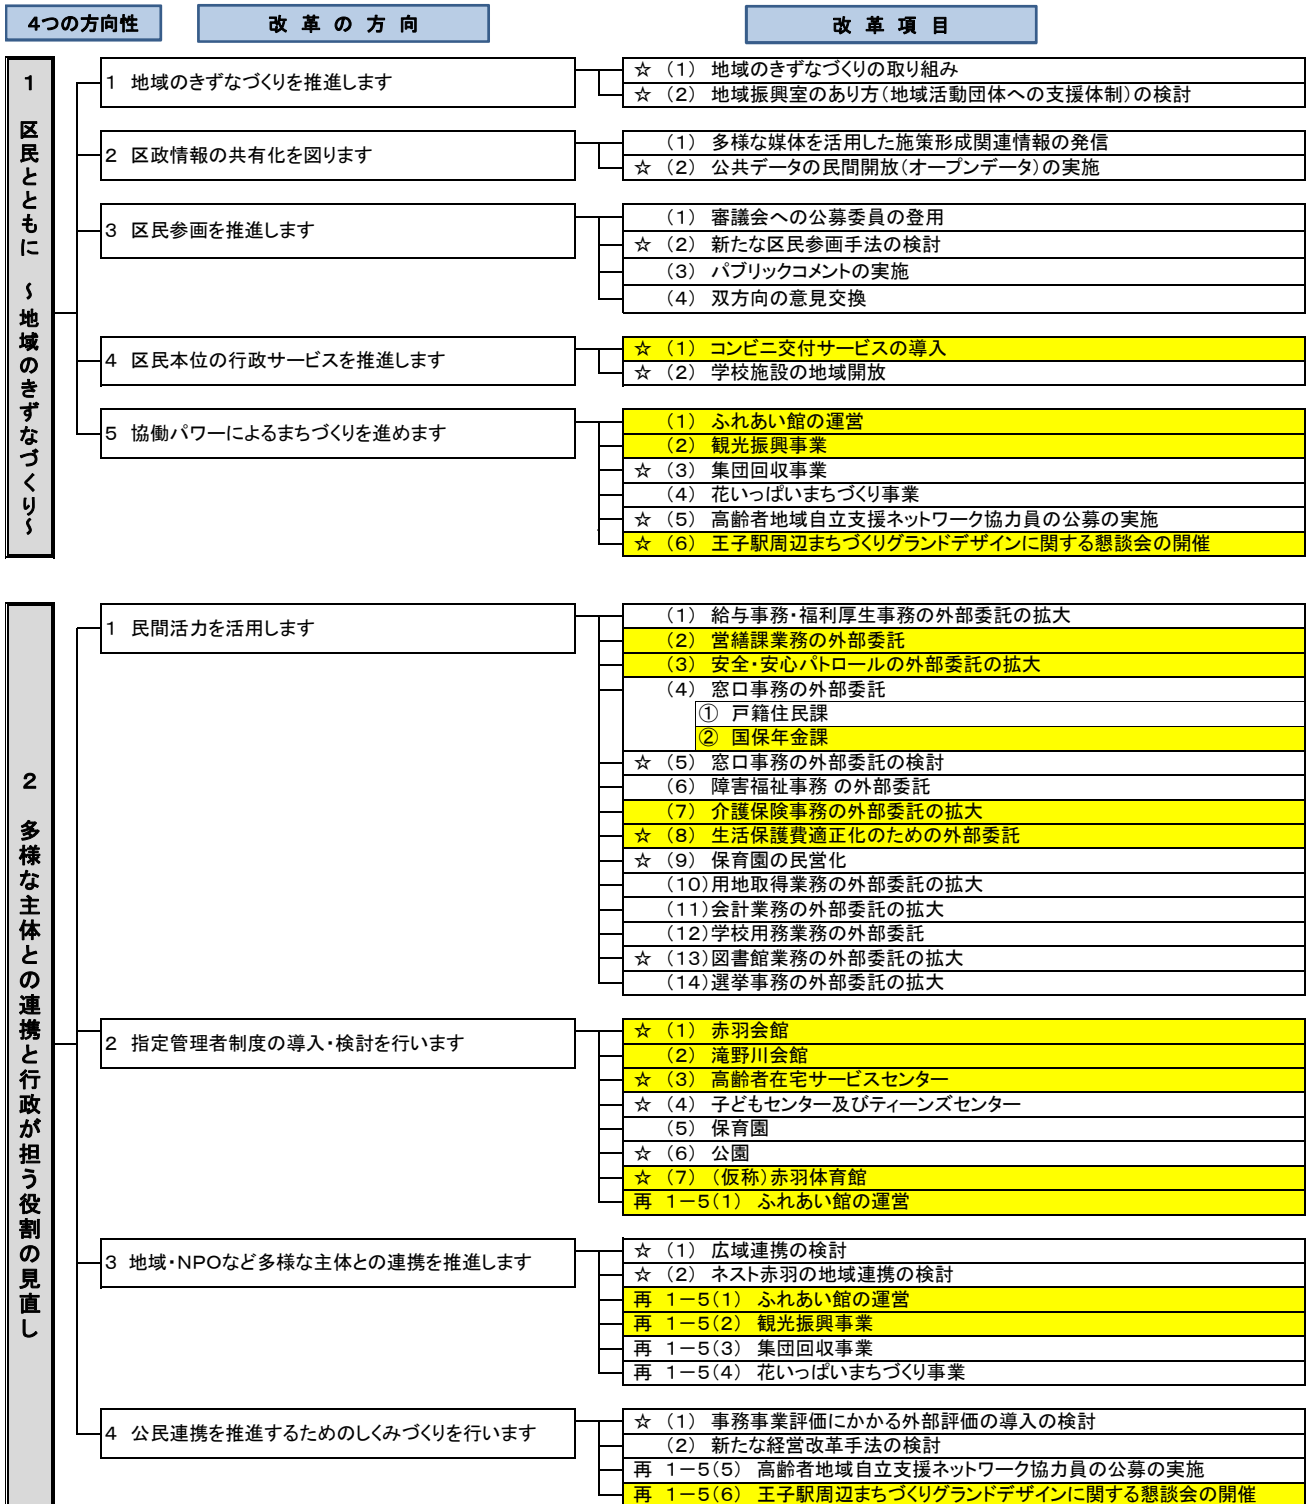 4つの方向性
改 革 の 方 向
改 革 項 目
1 区民とともに ~地域のきずなづくり~
1 地域のきずなづくりを推進します
☆ (1) 地域のきずなづくりの取り組み
☆ (2) 地域振興室のあり方(地域活動団体への支援体制)の検討
2 区政情報の共有化を図ります
(1) 多様な媒体を活用した施策形成関連情報の発信
☆ (2) 公共データの民間開放(オープンデータ)の実施
3 区民参画を推進します
(1) 審議会への公募委員の登用
☆ (2) 新たな区民参画手法の検討
(3) パブリックコメントの実施
(4) 双方向の意見交換
4 区民本位の行政サービスを推進します
☆ (1) コンビニ交付サービスの導入
☆ (2) 学校施設の地域開放
5 協働パワーによるまちづくりを進めます
(1) ふれあい館の運営
(2) 観光振興事業
☆ (3) 集団回収事業
(4) 花いっぱいまちづくり事業
☆ (5) 高齢者地域自立支援ネットワーク協力員の公募の実施
☆ (6) 王子駅周辺まちづくりグランドデザインに関する懇談会の開催
2 多様な主体との連携と行政が担う役割の見直し
1 民間活力を活用します
(1) 給与事務・福利厚生事務の外部委託の拡大
(2) 営繕課業務の外部委託
(3) 安全・安心パトロールの外部委託の拡大
(4) 窓口事務の外部委託
① 戸籍住民課
② 国保年金課
☆ (5) 窓口事務の外部委託の検討
(6) 障害福祉事務 の外部委託
(7) 介護保険事務の外部委託の拡大
☆ (8) 生活保護費適正化のための外部委託
☆ (9) 保育園の民営化
(10)用地取得業務の外部委託の拡大
(11)会計業務の外部委託の拡大
(12)学校用務業務の外部委託
☆ (13)図書館業務の外部委託の拡大
(14)選挙事務の外部委託の拡大
2 指定管理者制度の導入・検討を行います
☆ (1) 赤羽会館
(2) 滝野川会館
☆ (3) 高齢者在宅サービスセンター
☆ (4) 子どもセンター及びティーンズセンター
(5) 保育園
☆ (6) 公園
☆ (7) (仮称)赤羽体育館
再 1-5(1) ふれあい館の運営
3 地域・NPOなど多様な主体との連携を推進します
☆ (1) 広域連携の検討
☆ (2) ネスト赤羽の地域連携の検討
再 1-5(1) ふれあい館の運営
再 1-5(2) 観光振興事業
再 1-5(3) 集団回収事業
再 1-5(4) 花いっぱいまちづくり事業
4 公民連携を推進するためのしくみづくりを行います
☆ (1) 事務事業評価にかかる外部評価の導入の検討
(2) 新たな経営改革手法の検討
再 1-5(5) 高齢者地域自立支援ネットワーク協力員の公募の実施
再 1-5(6) 王子駅周辺まちづくりグランドデザインに関する懇談会の開催